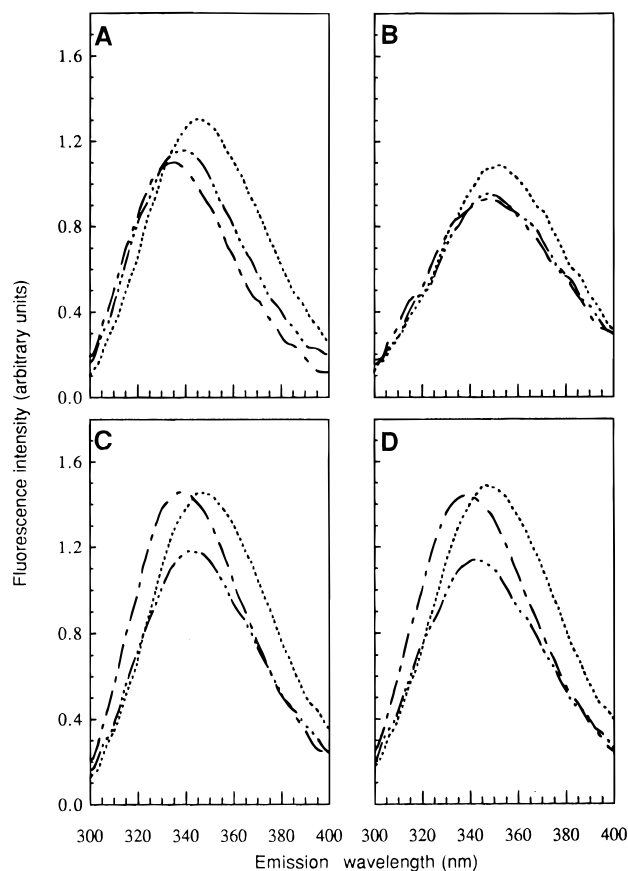 A
B
1.6
1.2
0.8
0.4
0.0
Fluorescence intensity (arbitrary units)
C
D
1.6
1.2
0.8
0.4
0.0
300 320 340 360 380 400
300 320 340 360 380 400
Emission wavelength (nm)